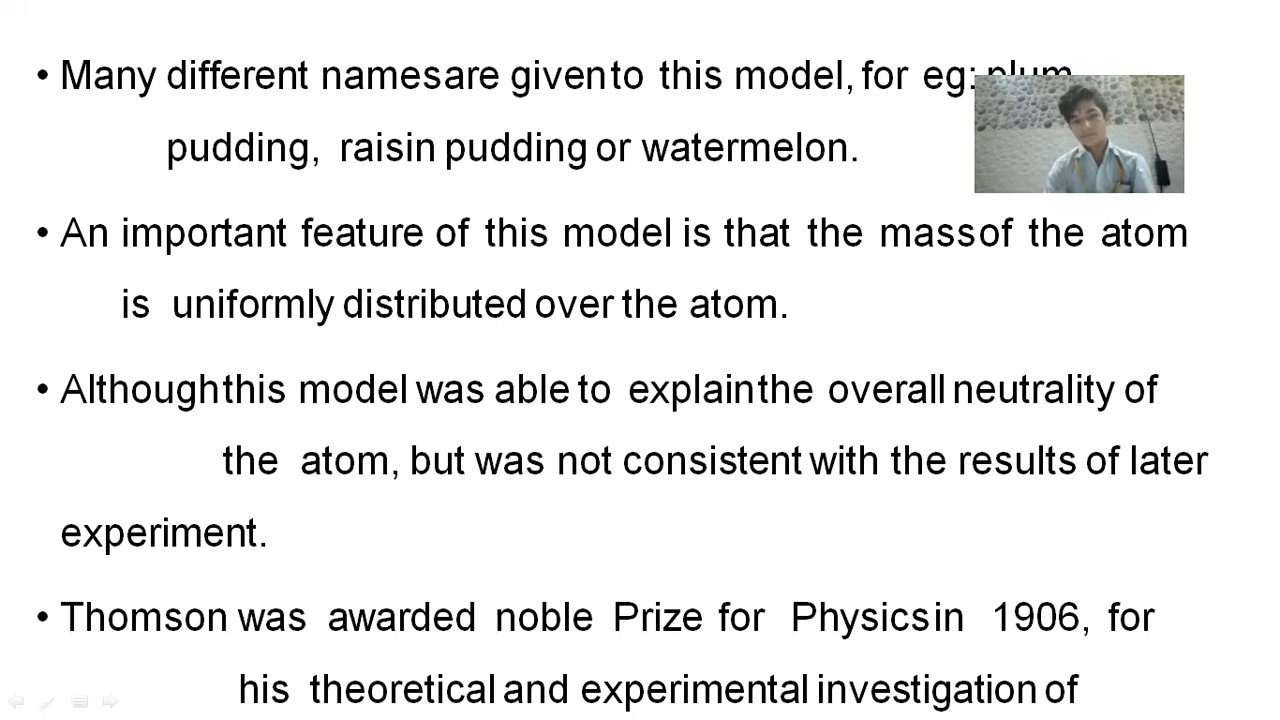 • Many different namesare given to this model, for eg: plum
pudding, raisin pudding or watermelon.
• An important feature of this model is that the massof the atom
is uniformly distributed over the atom.
• Althoughthis model was able to explainthe overall neutrality of
the atom, but was not consistent with the results of later
experiment.
• Thomson was awarded noble Prize for Physicsin 1906, for
his theoretical and experimental investigation of